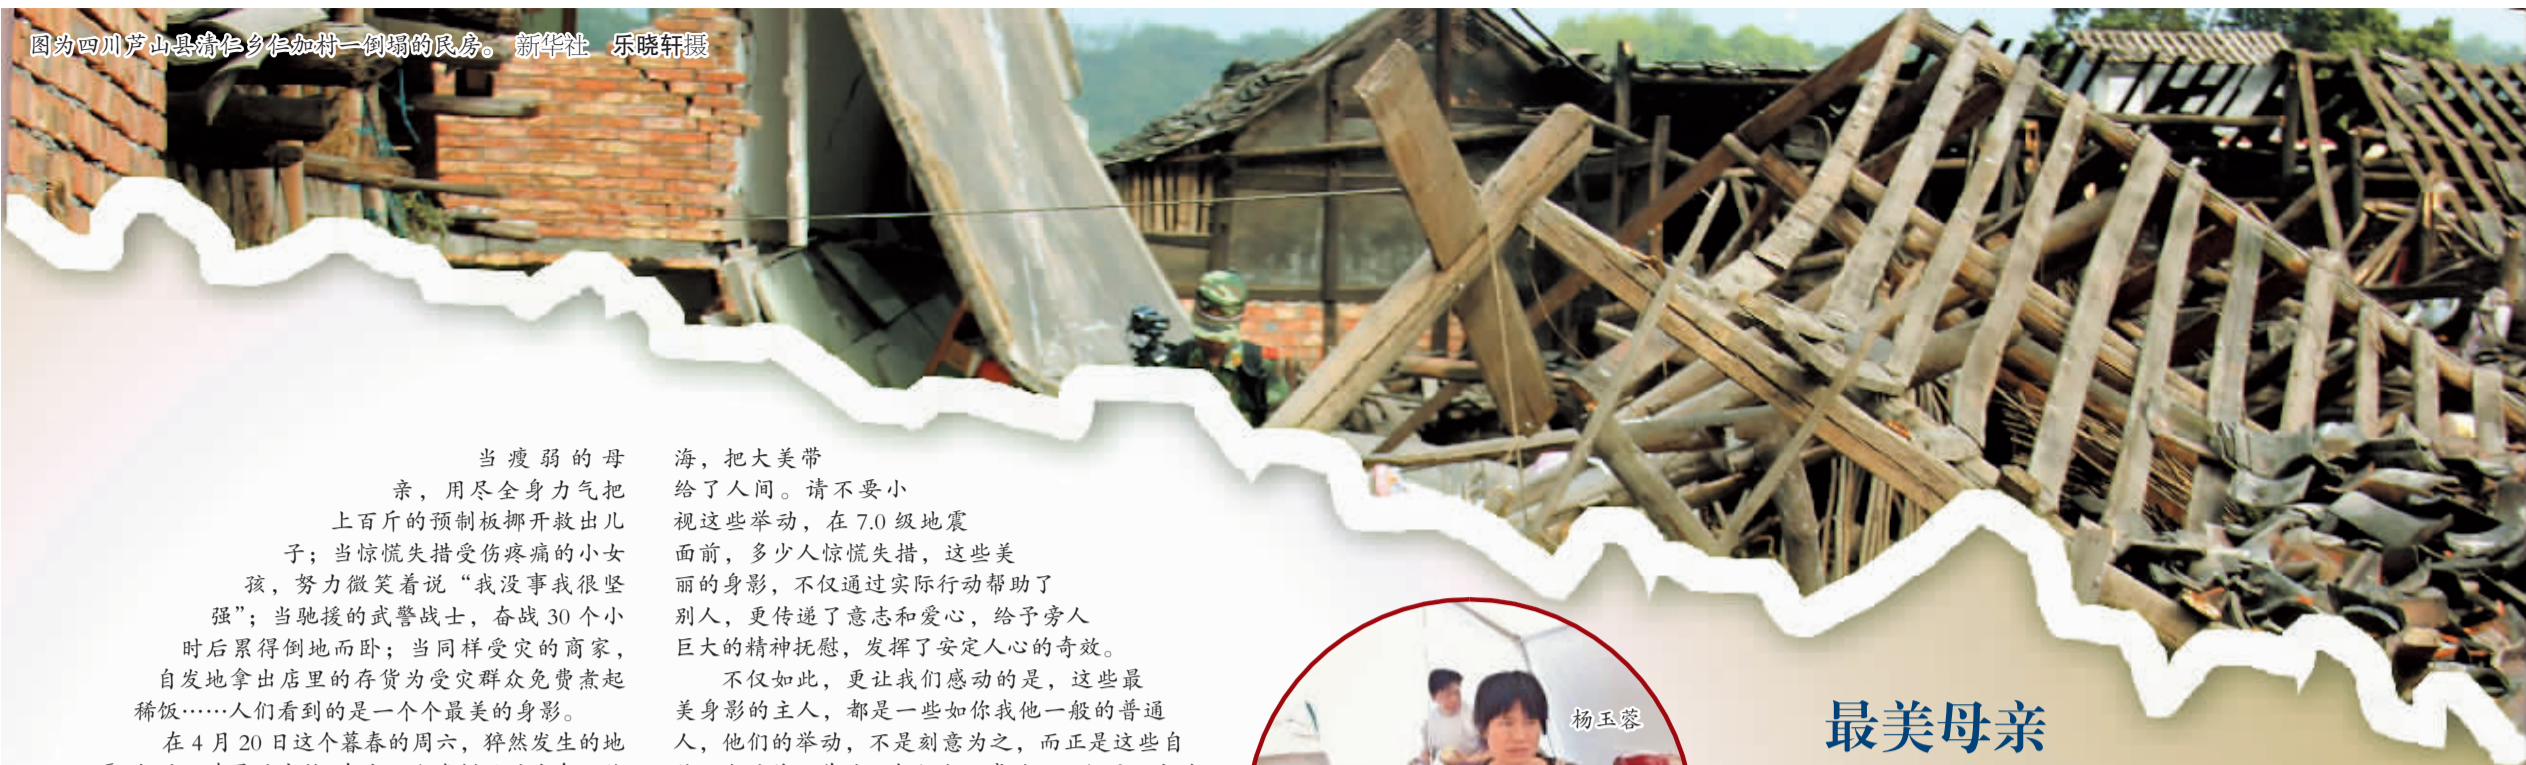 图为四川芦山县清仁乡仁加村一倒塌的民房。 新华社 乐晓轩摄
当瘦弱的母
亲，用尽全身力气把
上百斤的预制板挪开救出儿
子；当惊慌失措受伤疼痛的小女
孩，努力微笑着说“我没事我很坚
强”；当驰援的武警战士，奋战 30 个小
时后累得倒地而卧；当同样受灾的商家，
自发地拿出店里的存货为受灾群众免费煮起
稀饭……人们看到的是一个个最美的身影。
在 4 月 20 日这个暮春的周六，猝然发生的地
海，把大美带
给了人间。请不要小
视这些举动，在 7.0 级地震
面前，多少人惊慌失措，这些美
丽的身影，不仅通过实际行动帮助了
别人，更传递了意志和爱心，给予旁人
巨大的精神抚慰，发挥了安定人心的奇效。
不仅如此，更让我们感动的是，这些最
美身影的主人，都是一些如你我他一般的普通
人，他们的举动，不是刻意为之，而正是这些自
杨玉蓉
最美母亲